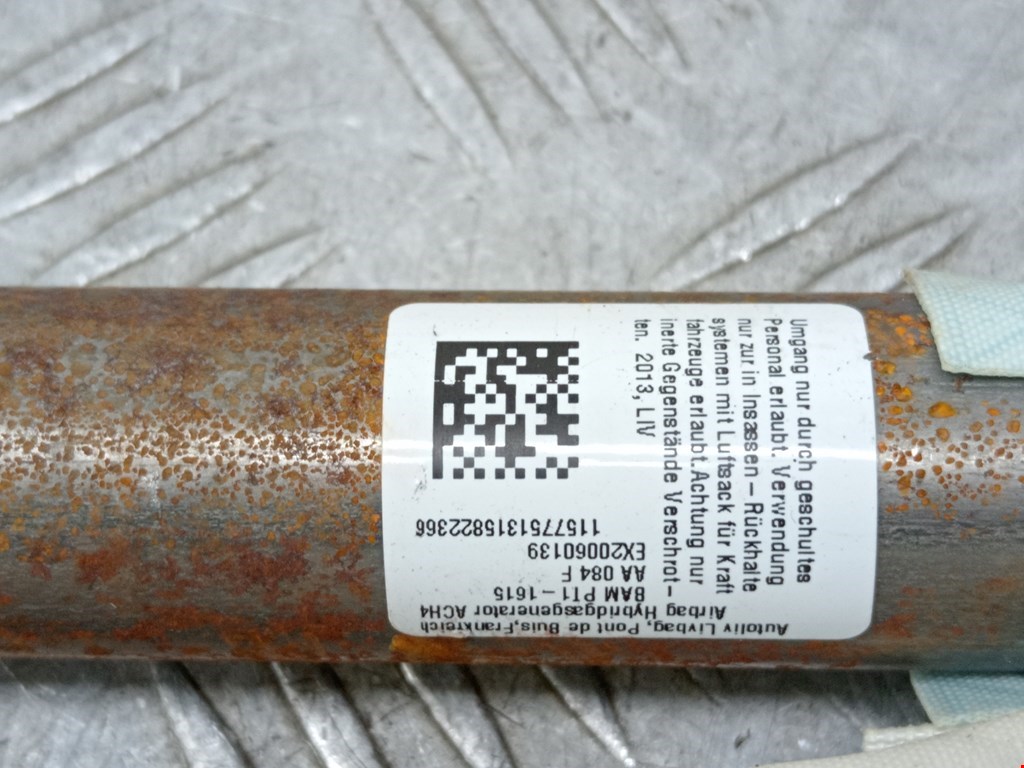 Autoliv Livbag, Pont de Buis,Frankreich
Airbag Hybridgasgenerator ACH4
BAM PT1-1615
AA 084 F
EX20060139
1157751315822366
Umgang nur durch geschultes
Personal erlaubt. Verwendung
nur zur in Insassen-Rückhalte
systemen mit Luftsack für Kraft
fahrzeuge erlaubt.Achtung nur
inerte Gegenstände Verschrot-
ten. 2013, LIV